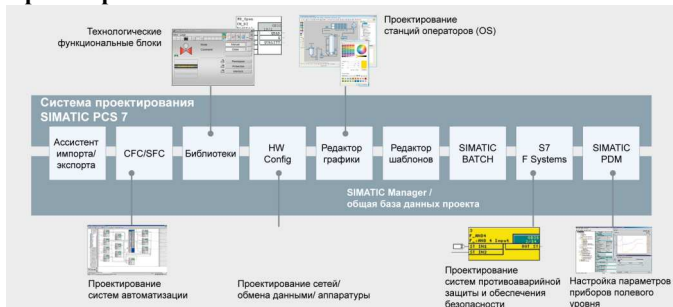 Технологические
функциональные блоки
Проектирование
станций операторов (OS)
Система проектирования
SIMATIC PCS 7
Ассистент
импорта/
экспорта
CFC/SFC
Библиотеки
HW
Config
Редактор
графики
Редактор
шаблонов
SIMATIC
BATCH
S7
F Systems
SIMATIC
PDM
SIMATIC Manager /
общая база данных проекта
Проектирование
систем автоматизации
Проектирование сетей/
обмена данными/ аппаратуры
Проектирование
систем противоаварийной
защиты и обеспечения
безопасности
Настройка параметров
приборов полевого
уровня